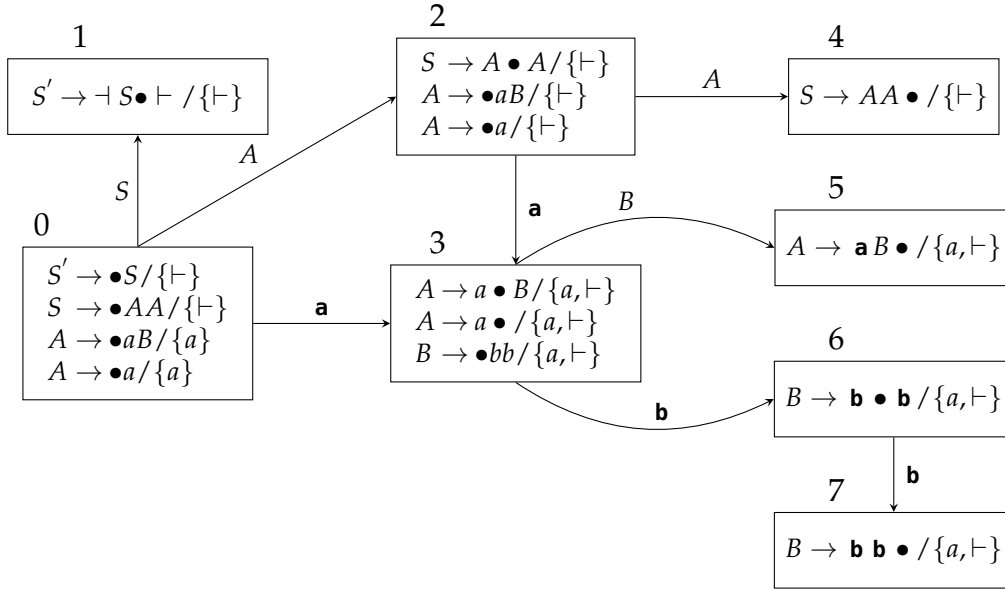 1
S′ → ⊣ S● ⊢ /{⊢}
2
S → A ● A/{⊢}
A → ●aB/{⊢}
A → ●a/{⊢}
A
4
S → AA ● /{⊢}
S
A
a
B
0
S′ → ●S/{⊢}
S → ●AA/{⊢}
A → ●aB/{a}
A → ●a/{a}
a
3
A → a ● B/{a, ⊢}
A → a ● /{a, ⊢}
B → ●bb/{a, ⊢}
5
A → a B ● /{a, ⊢}
b
6
B → b ● b /{a, ⊢}
b
7
B → b b ● /{a, ⊢}